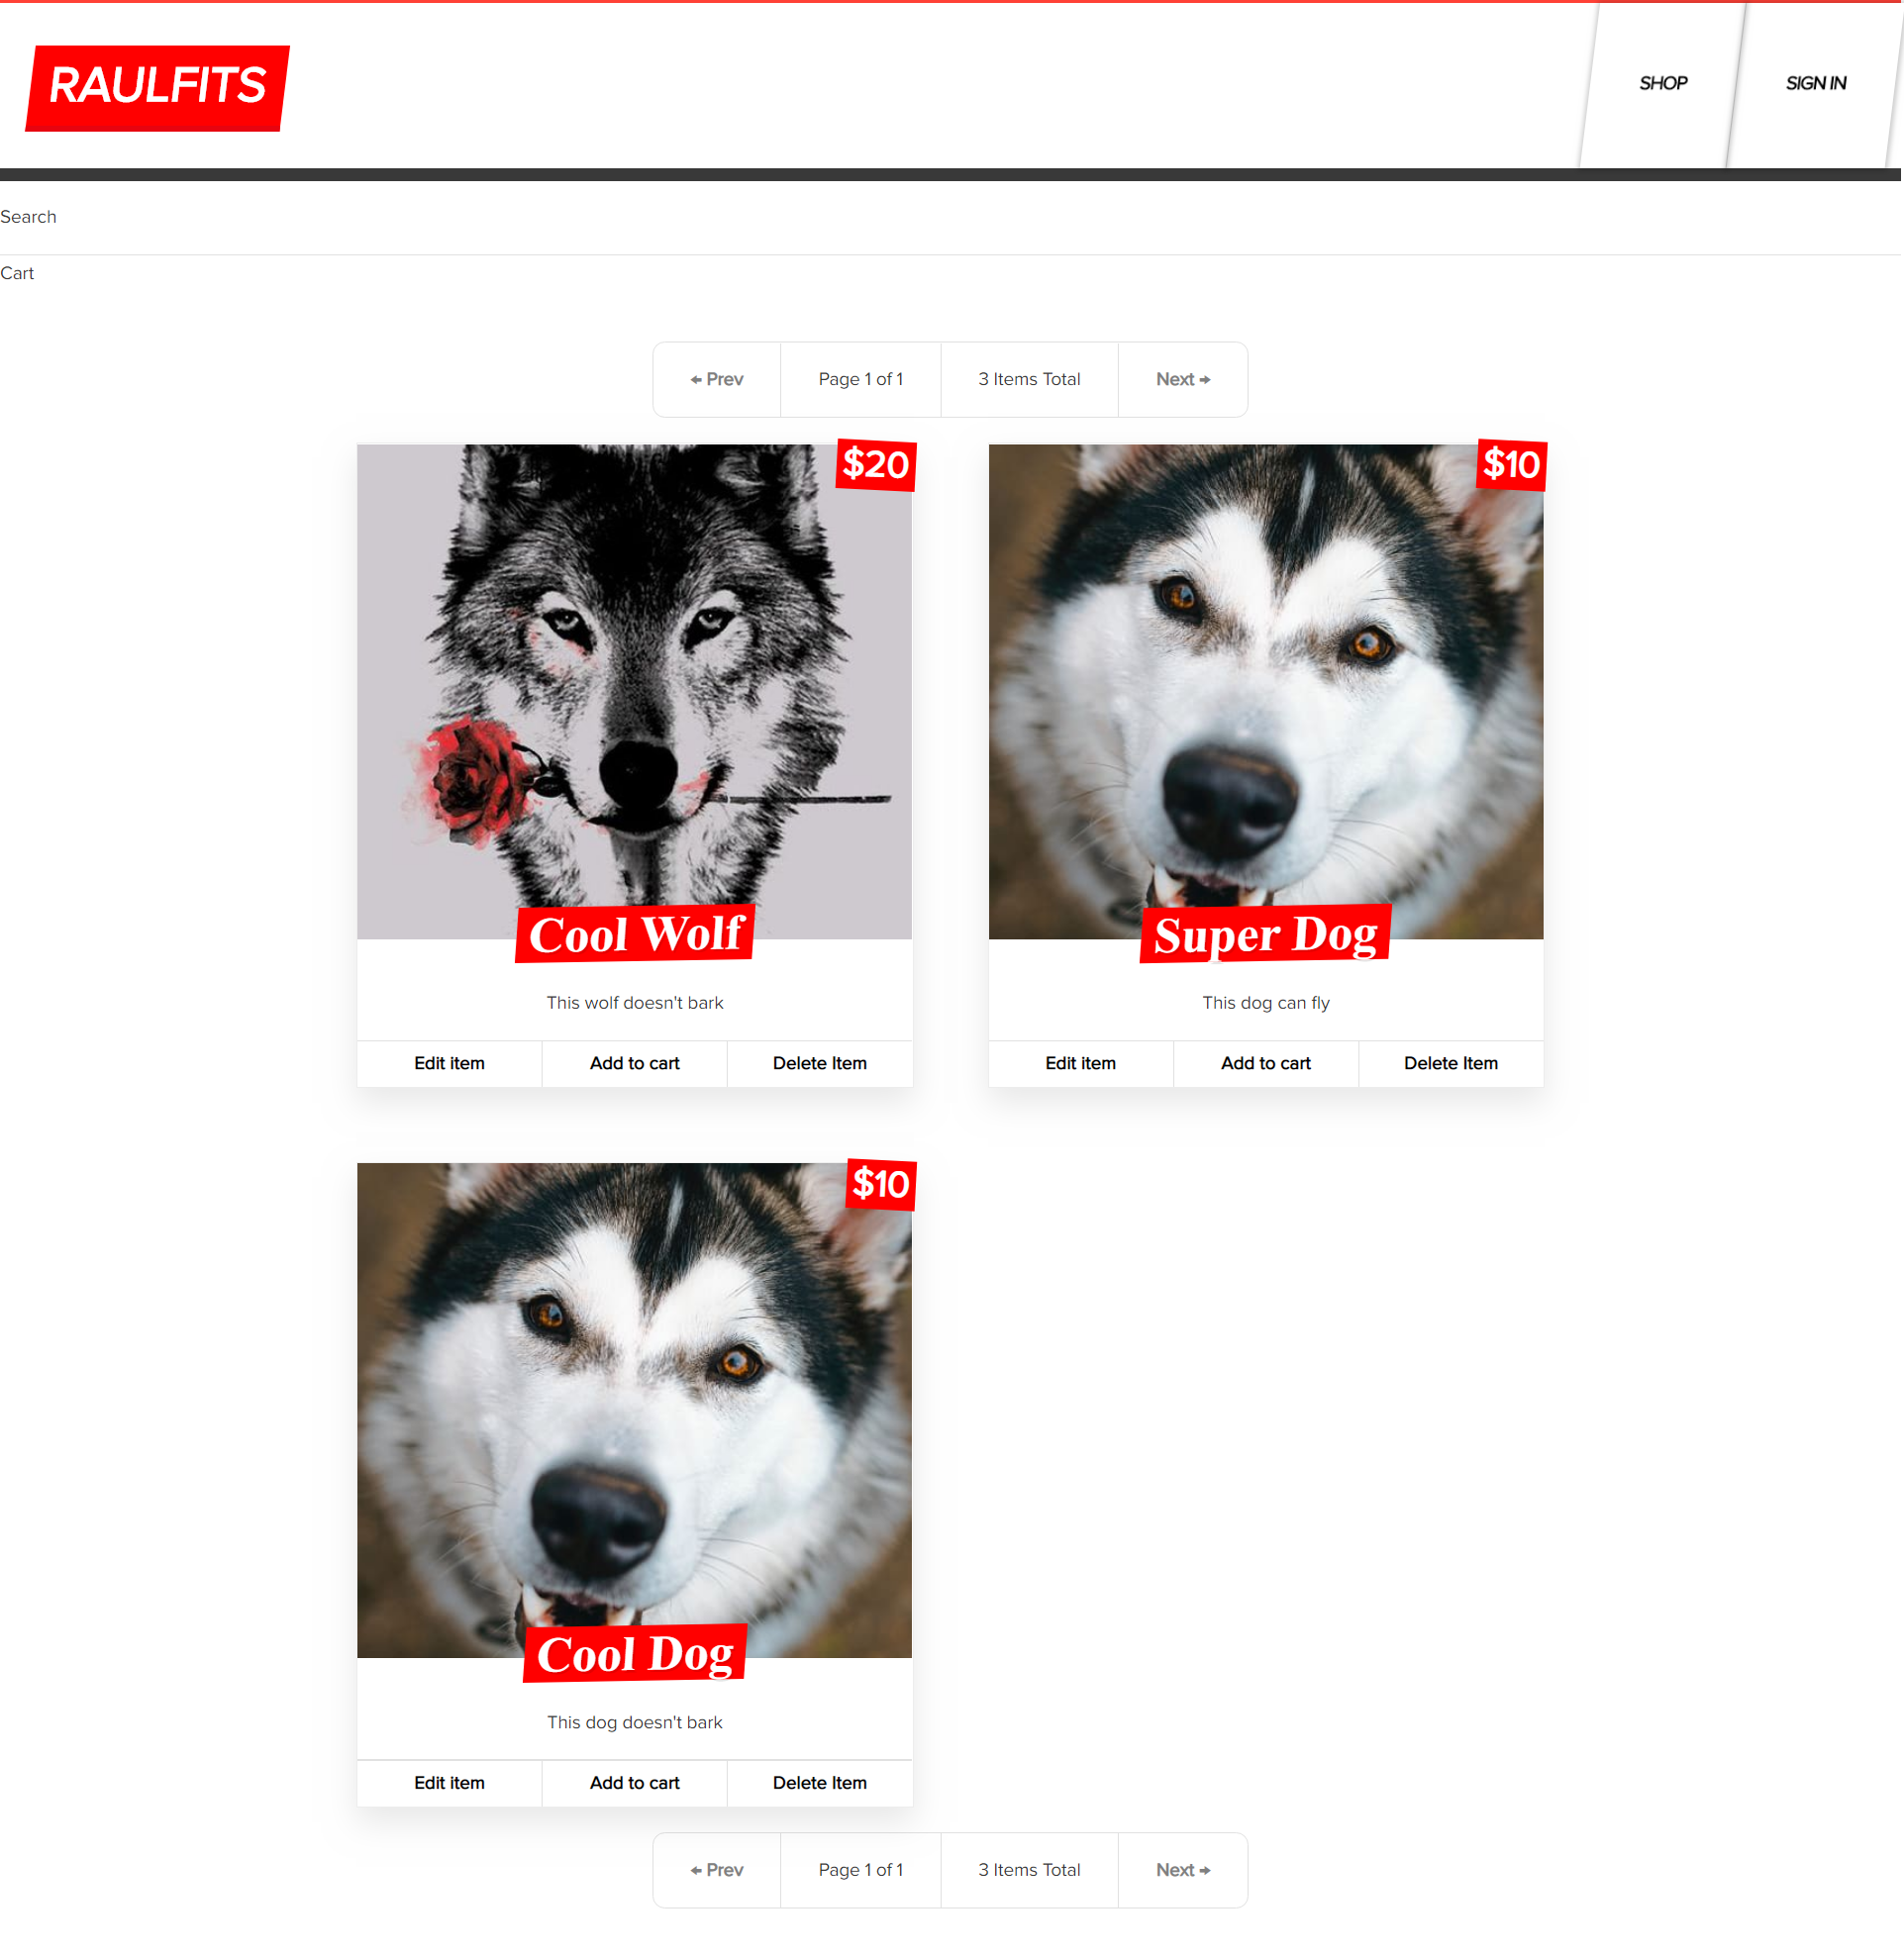 RAULFITS
SHOP
SIGN IN
Search
Cart
← Prev
Page 1 of 1
3 Items Total
Next →
$20
Cool Wolf
This wolf doesn't bark
Edit item
Add to cart
Delete Item
$10
Super Dog
This dog can fly
Edit item
Add to cart
Delete Item
$10
Cool Dog
This dog doesn't bark
Edit item
Add to cart
Delete Item
← Prev
Page 1 of 1
3 Items Total
Next →